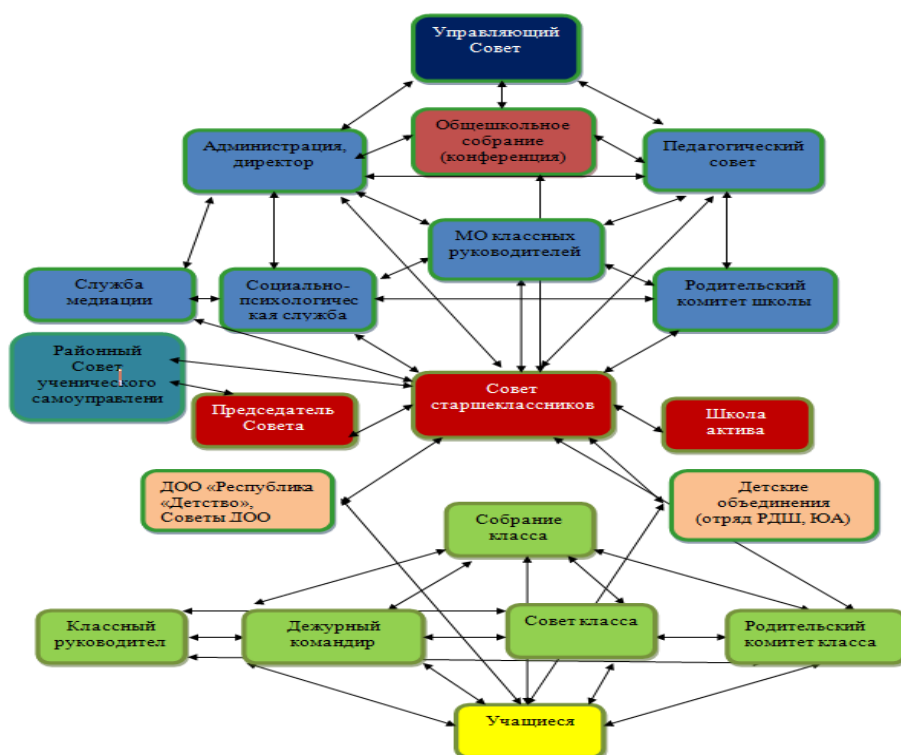 Управляющий
Совет
Общешкольное
собрание
(конференция)
Администрация,
директор
Педагогический
совет
МО классных
руководителей
Служба
медиации
Социально-
психологичес
кая служба
Родительский
комитет школы
Районный
Совет
ученического
самоуправлени
Председатель
Совета
Совет
старшеклассников
Школа
актива
ДОО «Республика
«Детство»,
Советы ДОО
Детские
объединения
(отряд РДШ, ЮА)
Собрание
класса
Классный
руководител
Дежурный
командир
Совет класса
Родительский
комитет класса
Учащиеся